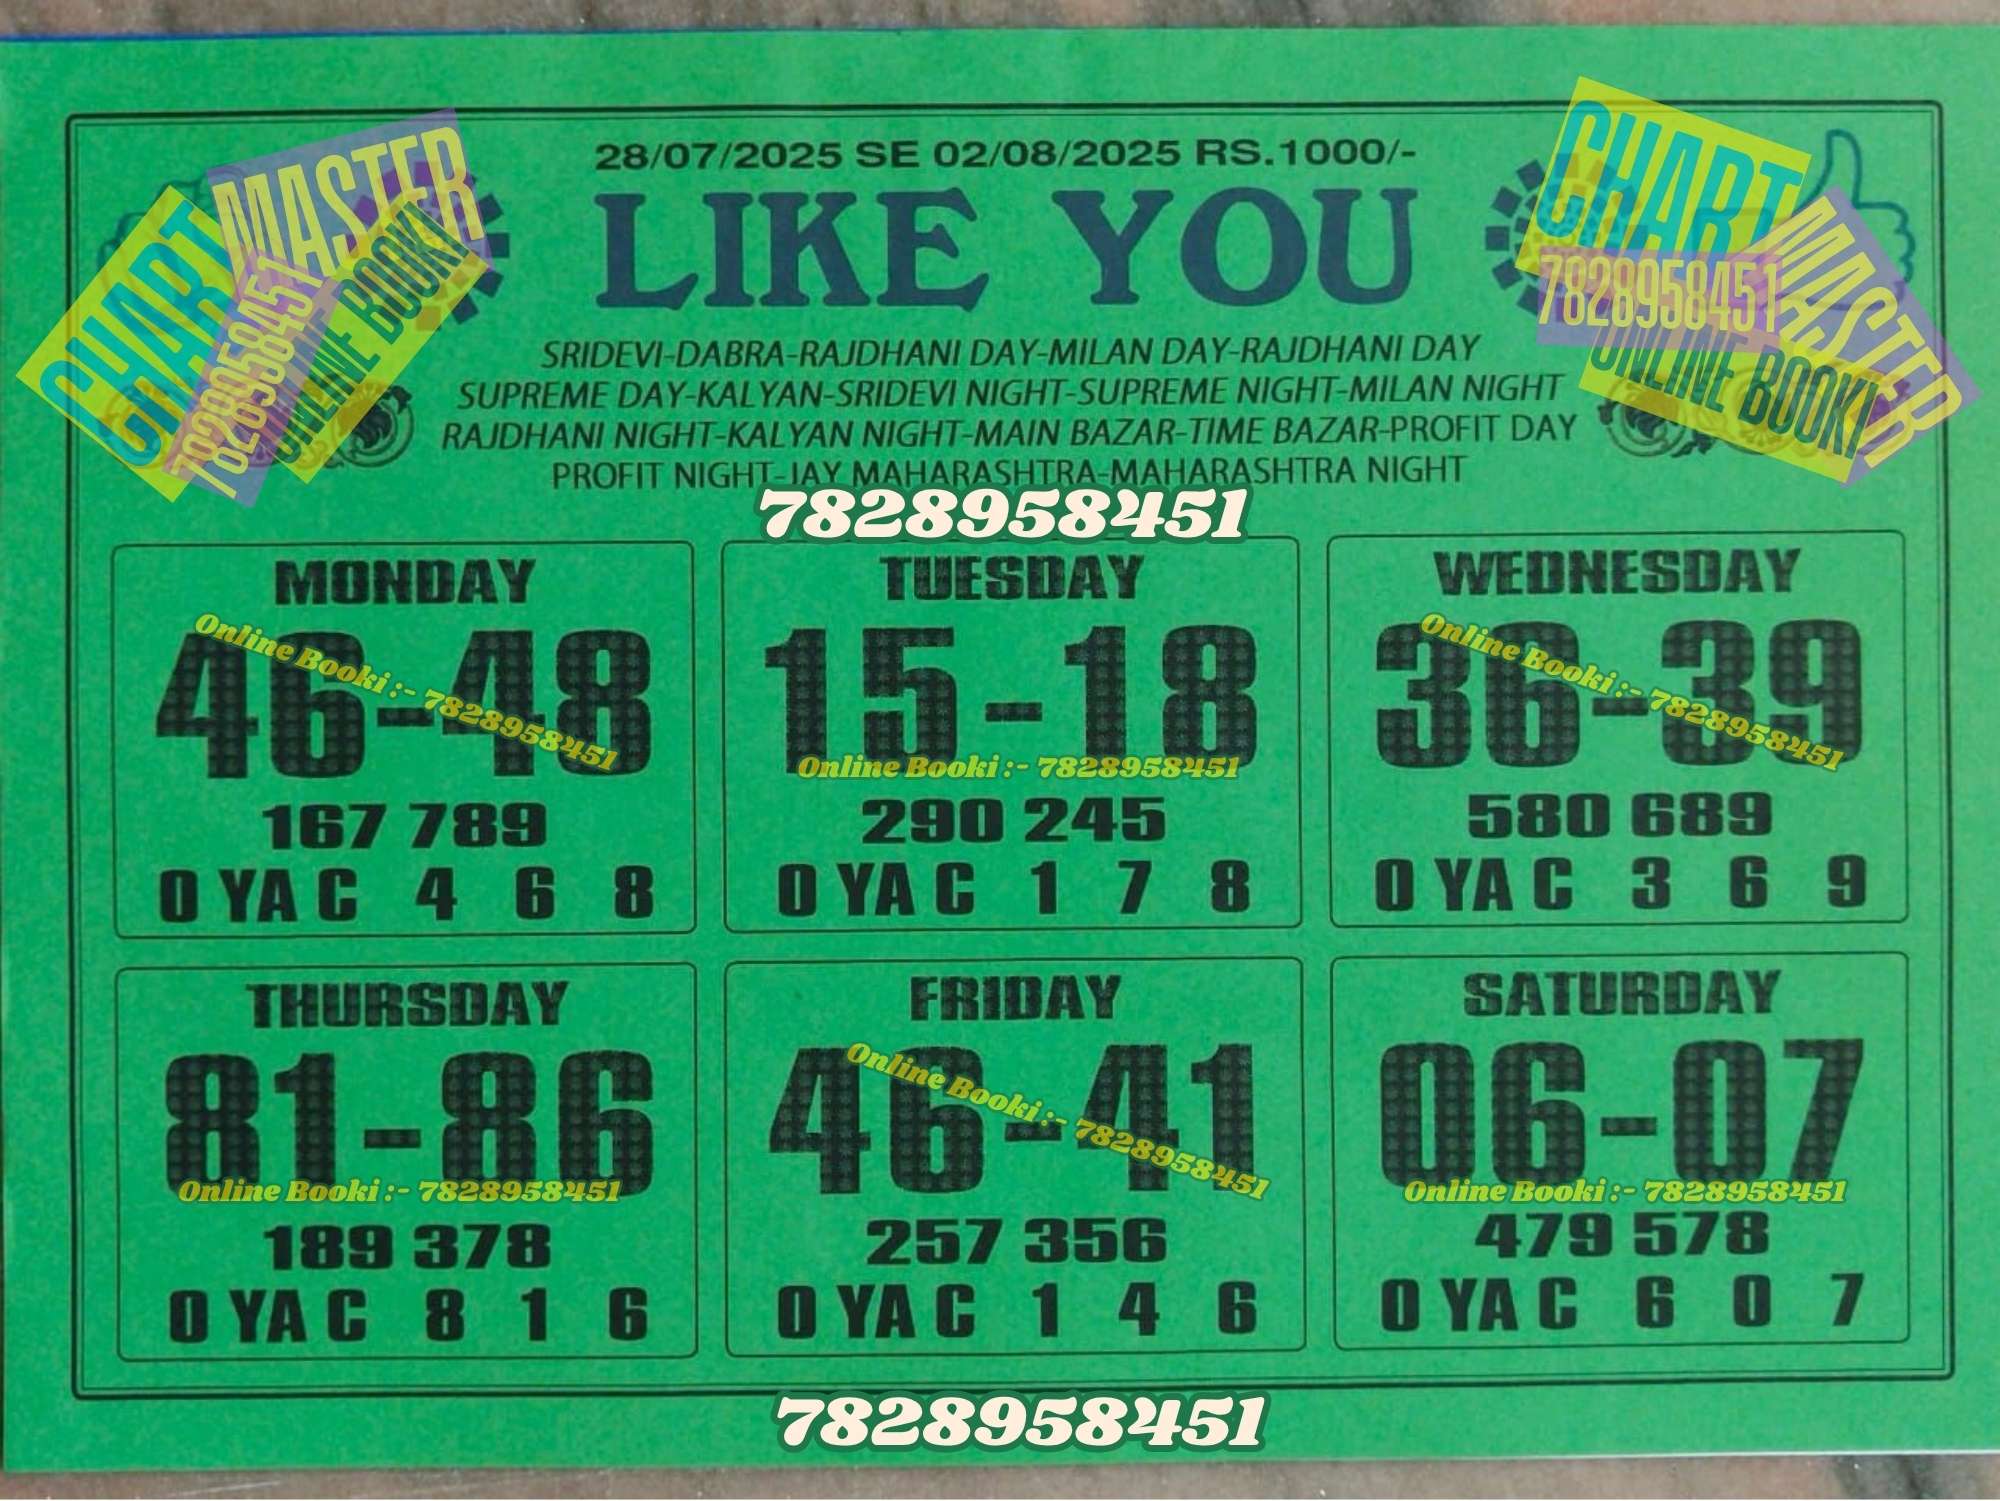 28/07/2025 SE 02/08/2025 RS.1000/-
LIKE YOU
CHART
MASTER
7828958451
7828958451
ONLINE BOOKI
CHART
MASTER
7828958451
ONLINE BOOKI
SRIDEVI-DABRA-RAJDHANI DAY-MILAN DAY-RAJDHANI DAY
SUPREME DAY-KALYAN-SRIDEVI NIGHT-SUPREME NIGHT-MILAN NIGHT
RAJDHANI NIGHT-KALYAN NIGHT-MAIN BAZAR-TIME BAZAR-PROFIT DAY
PROFIT NIGHT-JAY MAHARASHTRA-MAHARASHTRA NIGHT
7828958451
MONDAY
46-48
Online Booki :- 7828958451
167 789
O YA C 4 6 8
TUESDAY
15-18
Online Booki :- 7828958451
290 245
O YA C 1 7 8
WEDNESDAY
36-39
Online Booki :- 7828958451
580 689
O YA C 3 6 9
THURSDAY
81-86
Online Booki :- 7828958451
189 378
O YA C 8 1 6
FRIDAY
46-41
Online Booki :- 7828958451
257 356
O YA C 1 4 6
SATURDAY
06-07
Online Booki :- 7828958451
479 578
O YA C 6 0 7
7828958451